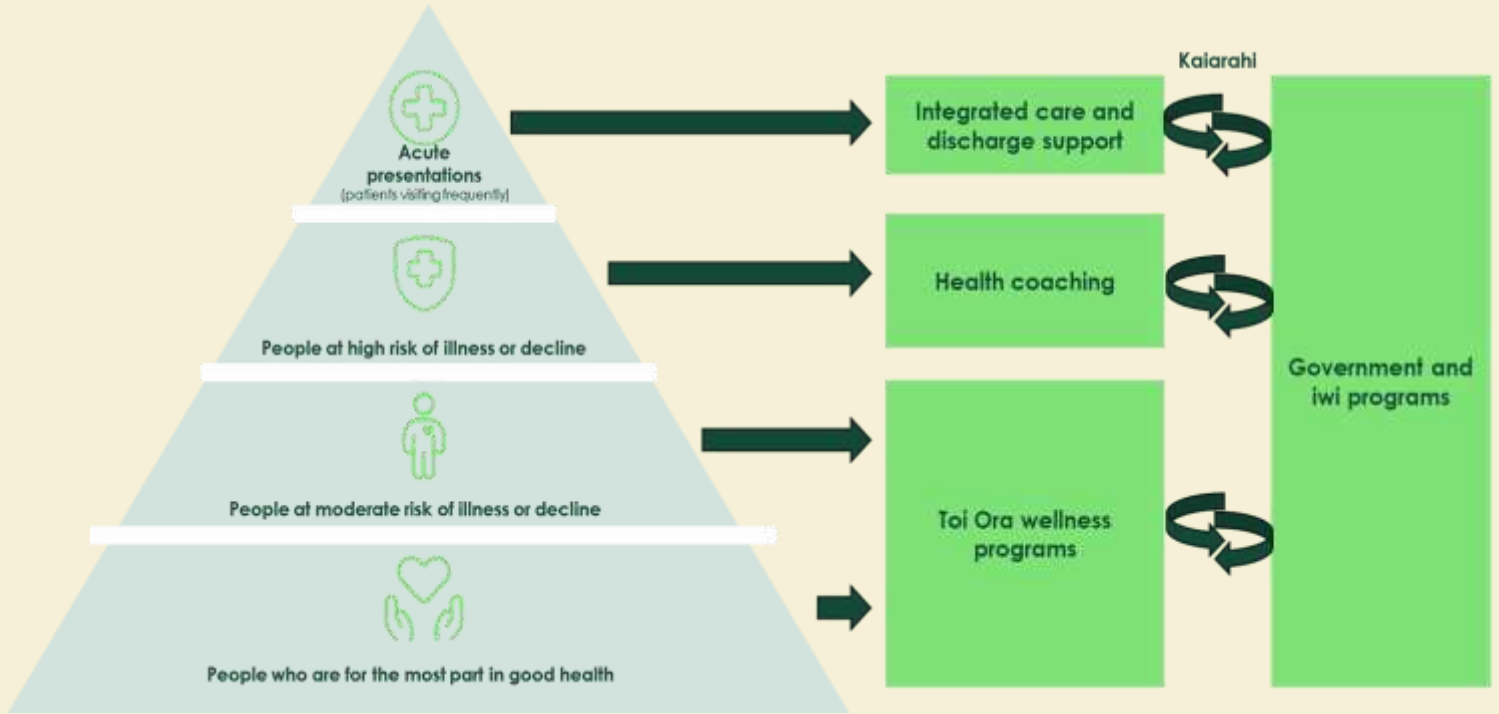 Acute
presentations
(patients visiting frequently)
People at high risk of illness or decline
People at moderate risk of illness or decline
People who are for the most part in good health
Integrated care and
discharge support
Health coaching
Toi Ora wellness
programs
Kaiarahi
Government and
iwi programs